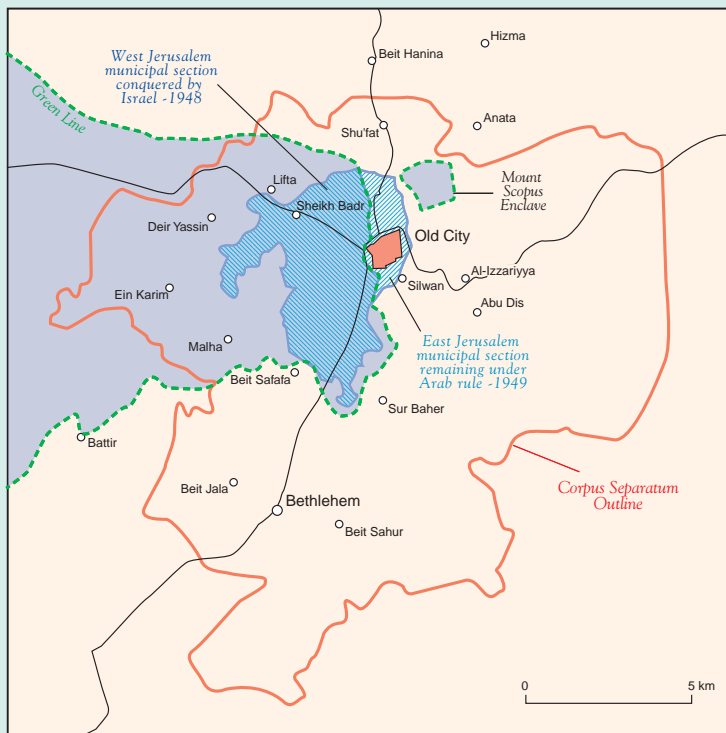 Hizma
Beit Hanina
West Jerusalem
municipal section
conquered by
Israel -1948
Green Line
Anata
Shu'fat
Mount
Scopus
Enclave
Lifta
Sheikh Badr
Deir Yassin
Old City
Al-Izzariyya
Silwan
Ein Karim
Abu Dis
East Jerusalem
municipal section
remaining under
Arab rule -1949
Malha
Beit Safafa
Sur Baher
Battir
Beit Jala
Corpus Separatum
Outline
Bethlehem
Beit Sahur
0
5 km